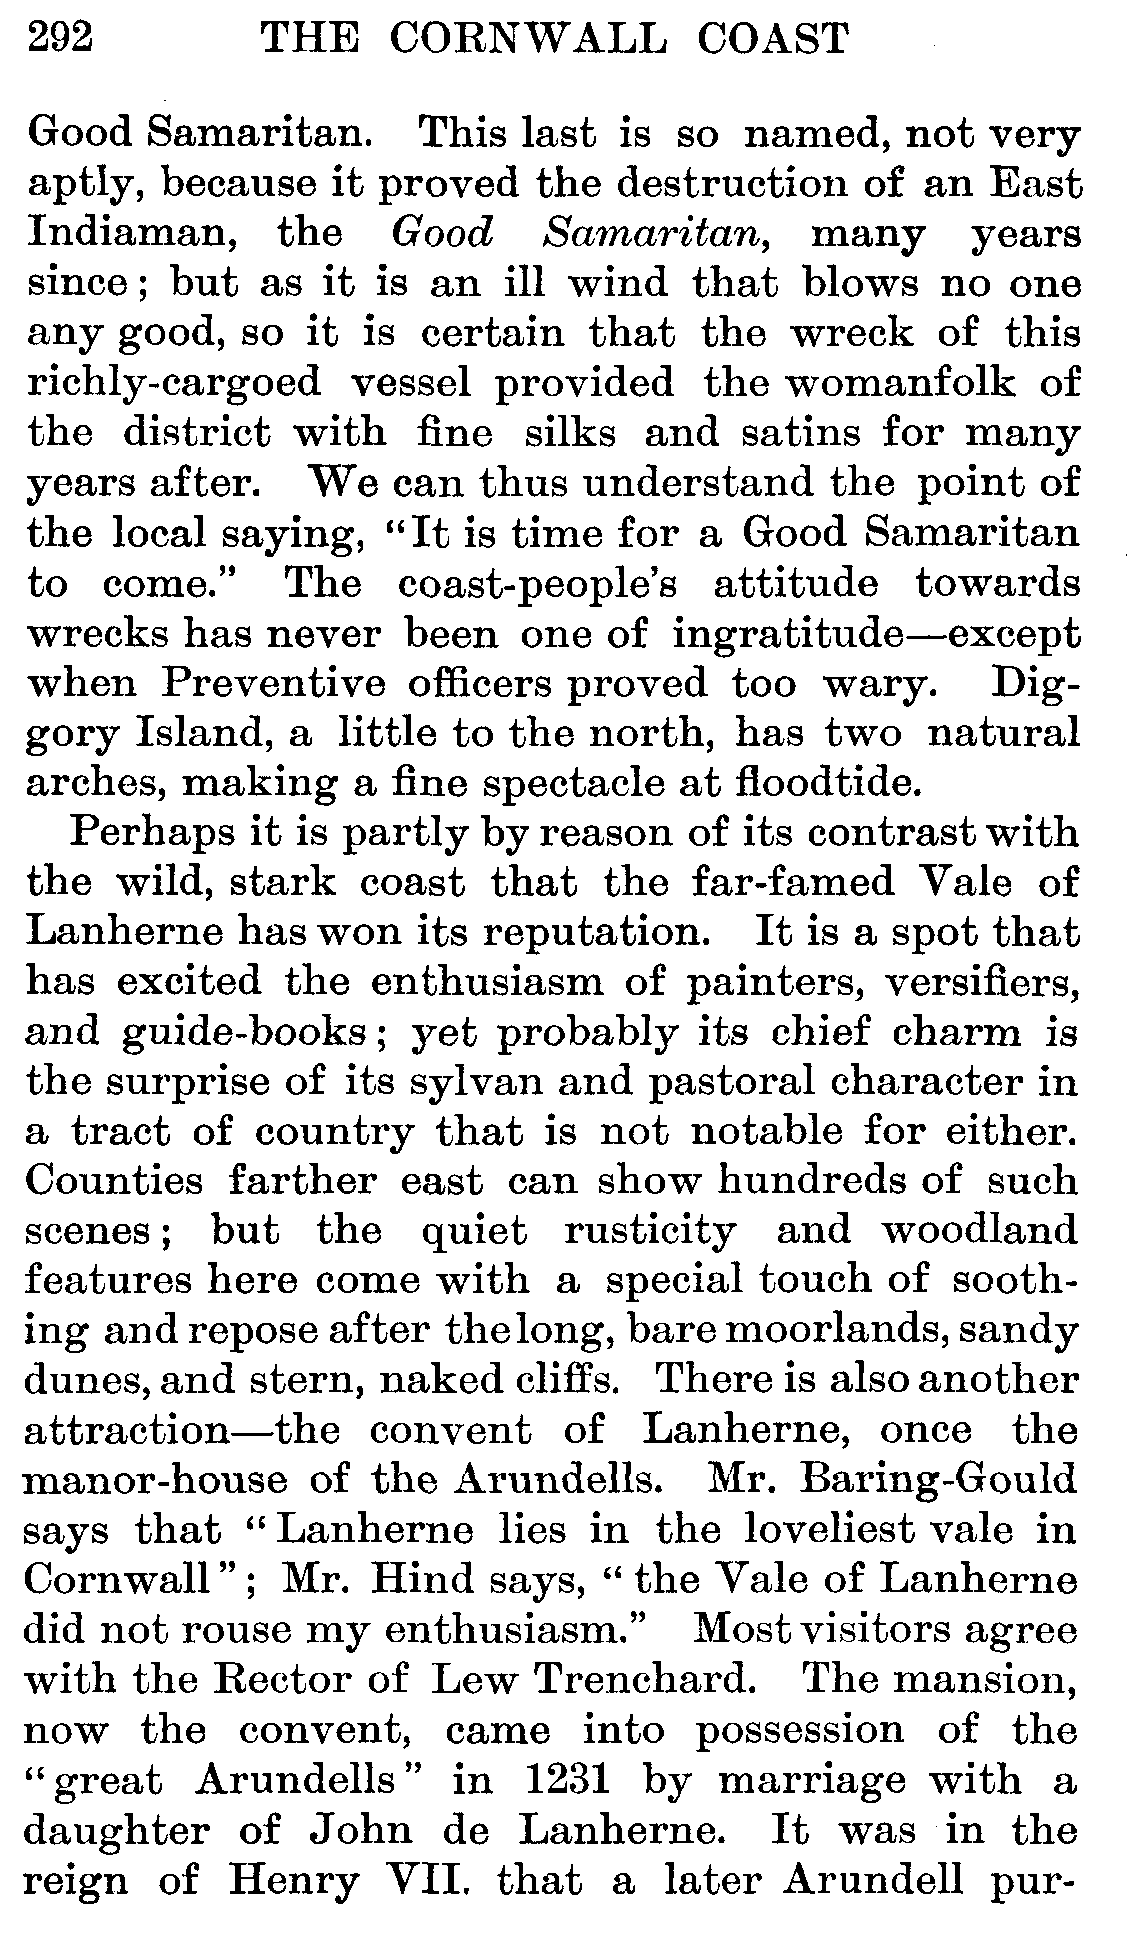 292 THE CORNWALL COAST
Good Samaritan. This last is so named, not very
aptly, because it proved the destruction of an East
Indiaman, the Good Samaritan, many years
since; but as it is an ill wind that blows no one
any good, so it is certain that the wreck of this
richly-cargoed vessel provided the womanfolk of
the district with fine silks and satins for many
years after. We can thus understand the point of
the local saying, “It is time for a Good Samaritan
to come.” The coast-people’s attitude towards
wrecks has never been one of ingratitude—except
when Preventive officers proved too wary. Dig-
gory Island, a little to the north, has two natural
arches, making a fine spectacle at floodtide.
Perhaps it is partly by reason of its contrast with
the wild, stark coast that the far-famed Vale of
Lanherne has won its reputation. It is a spot that
has excited the enthusiasm of painters, versifiers,
and guide-books; yet probably its chief charm is
the surprise of its sylvan and pastoral character in
a tract of country that is not notable for either.
Counties farther east can show hundreds of such
scenes; but the quiet rusticity and woodland
features here come with a special touch of sooth-
ing and repose after the long, bare moorlands, sandy
dunes, and stern, naked cliffs. There is also another
attraction—the convent of Lanherne, once the
manor-house of the Arundells. Mr. Baring-Gould
says that “Lanherne lies in the loveliest vale in
Cornwall”; Mr. Hind says, “the Vale of Lanherne
did not rouse my enthusiasm.” Most visitors agree
with the Rector of Lew Trenchard. The mansion,
now the convent, came into possession of the
“great Arundells” in 1231 by marriage with a
daughter of John de Lanherne. It was in the
reign of Henry VII. that a later Arundell pur-